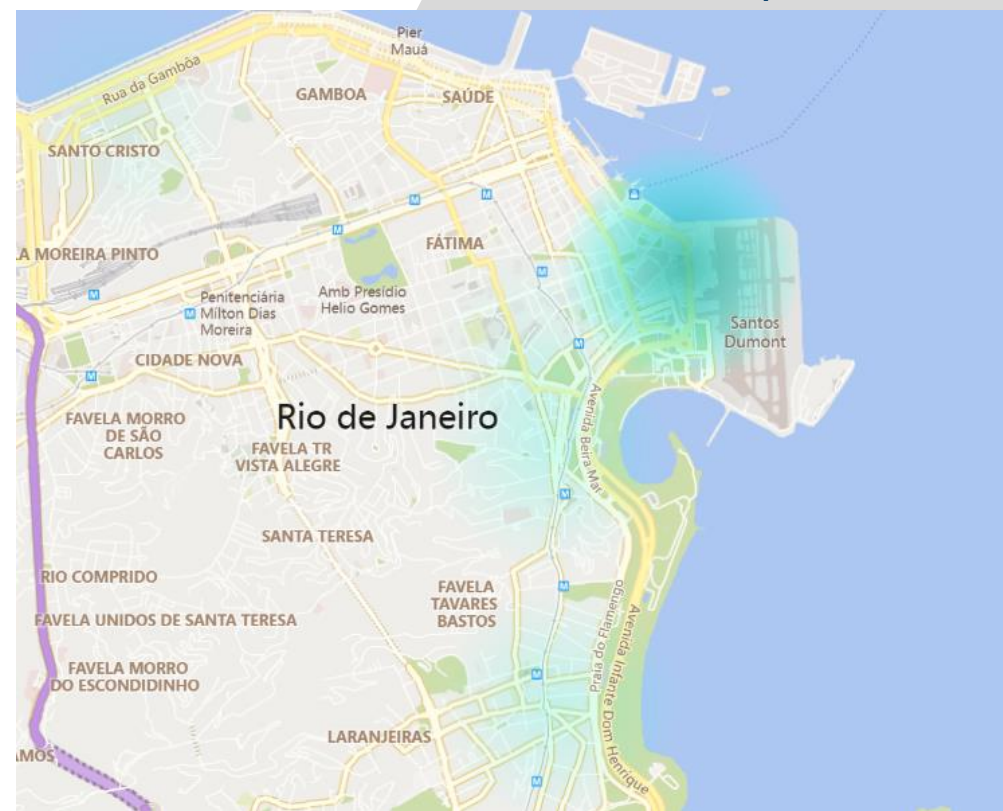 Pier
Mauá
Rua da Gambôa
GAMBOA
SAÚDE
SANTO CRISTO
M
M
M
FÁTIMA
LA MOREIRA PINTO
M
M
Penitenciária
Milton Dias
Moreira
M
Amb Presídio
Helio Gomes
Santos
Dumont
M
CIDADE NOVA
M
Avenida Beira-Mar
FAVELA MORRO
DE SÃO
CARLOS
Rio de Janeiro
FAVELA TR
VISTA ALEGRE
M
SANTA TERESA
RIO COMPRIDO
FAVELA
TAVARES
BASTOS
M
FAVELA UNIDOS DE SANTA TERESA
Praia do Flamengo
Avenida Infante Dom Henrique
FAVELA MORRO
DO ESCONDIDINHO
M
LARANJEIRAS
AMOS
M